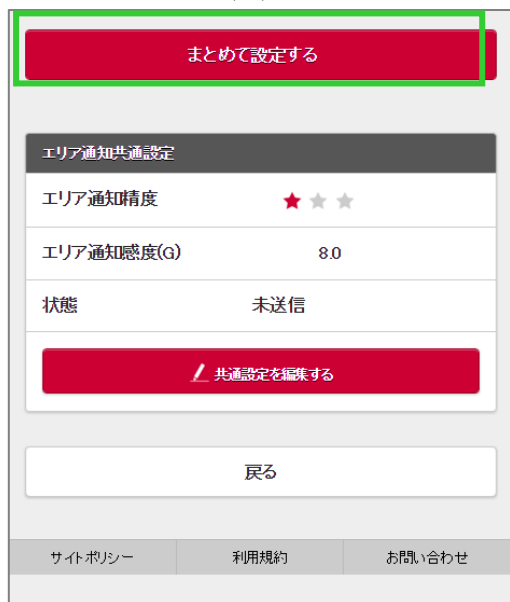 まとめて設定する
エリア通知共通設定
エリア通知精度
エリア通知感度(G) 8.0
状態 未送信
共通設定を編集する
戻る
サイトポリシー 利用規約 お問い合わせ